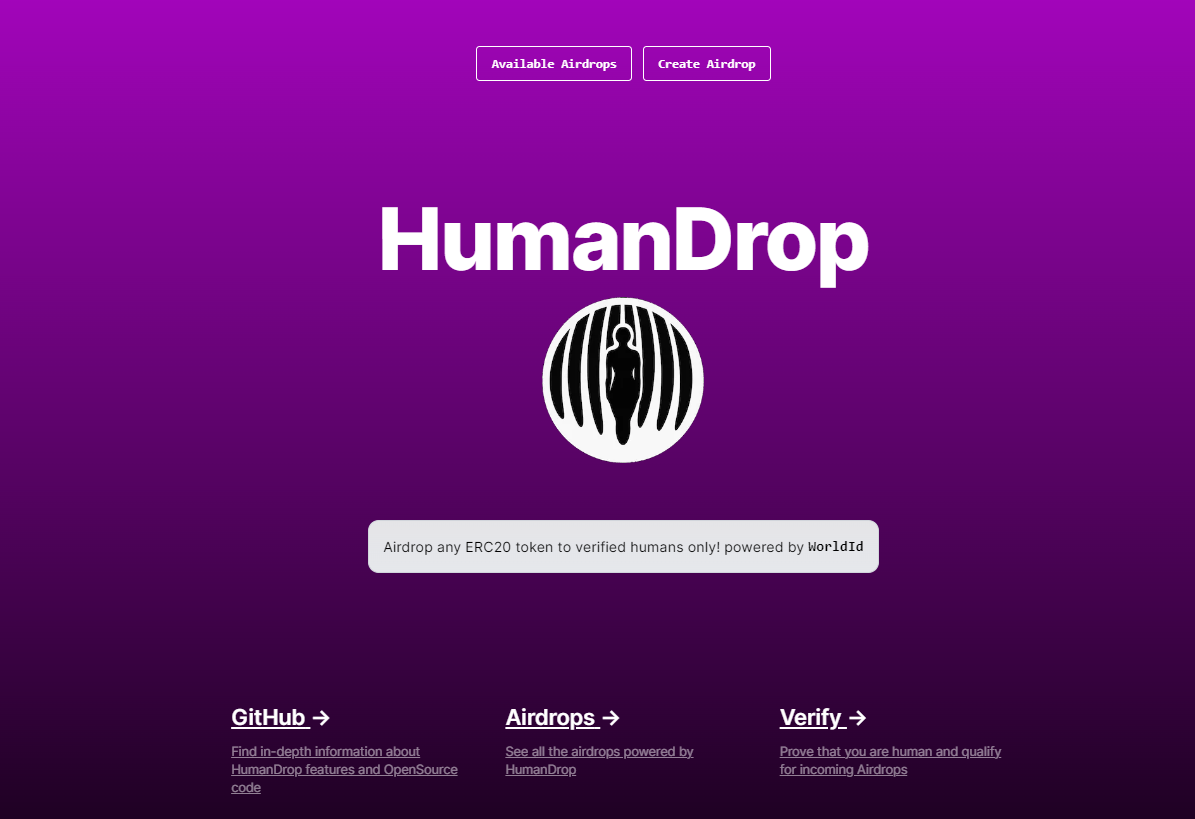 Available Airdrops
Create Airdrop
HumanDrop
Airdrop any ERC20 token to verified humans only! powered by WorldId
GitHub →
Find in-depth information about
HumanDrop features and OpenSource
code
Airdrops →
See all the airdrops powered by
HumanDrop
Verify →
Prove that you are human and qualify
for incoming Airdrops